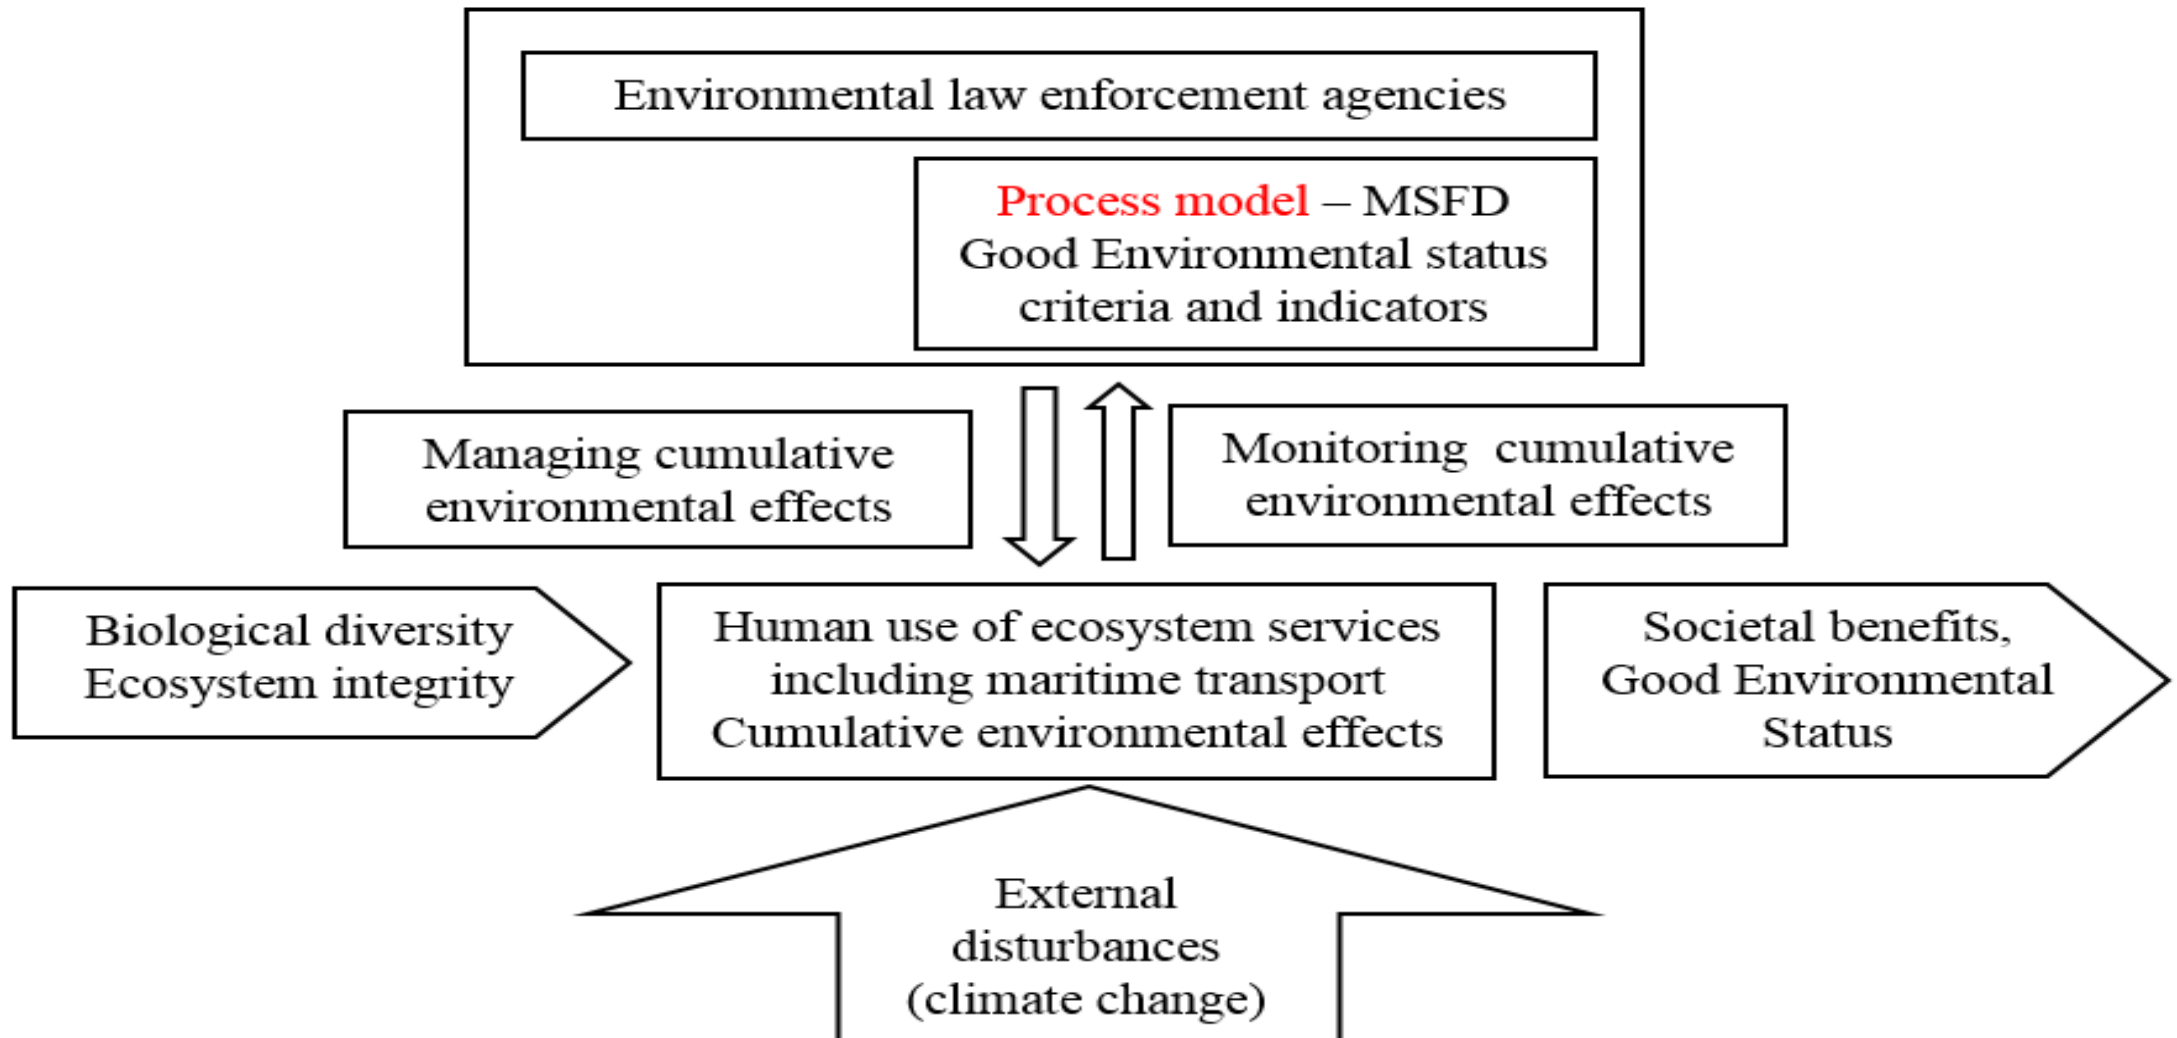 Environmental law enforcement agencies
Process model – MSFD
Good Environmental status
criteria and indicators
Managing cumulative
environmental effects
Monitoring cumulative
environmental effects
Biological diversity
Ecosystem integrity
Human use of ecosystem services
including maritime transport
Cumulative environmental effects
Societal benefits,
Good Environmental
Status
External
disturbances
(climate change)